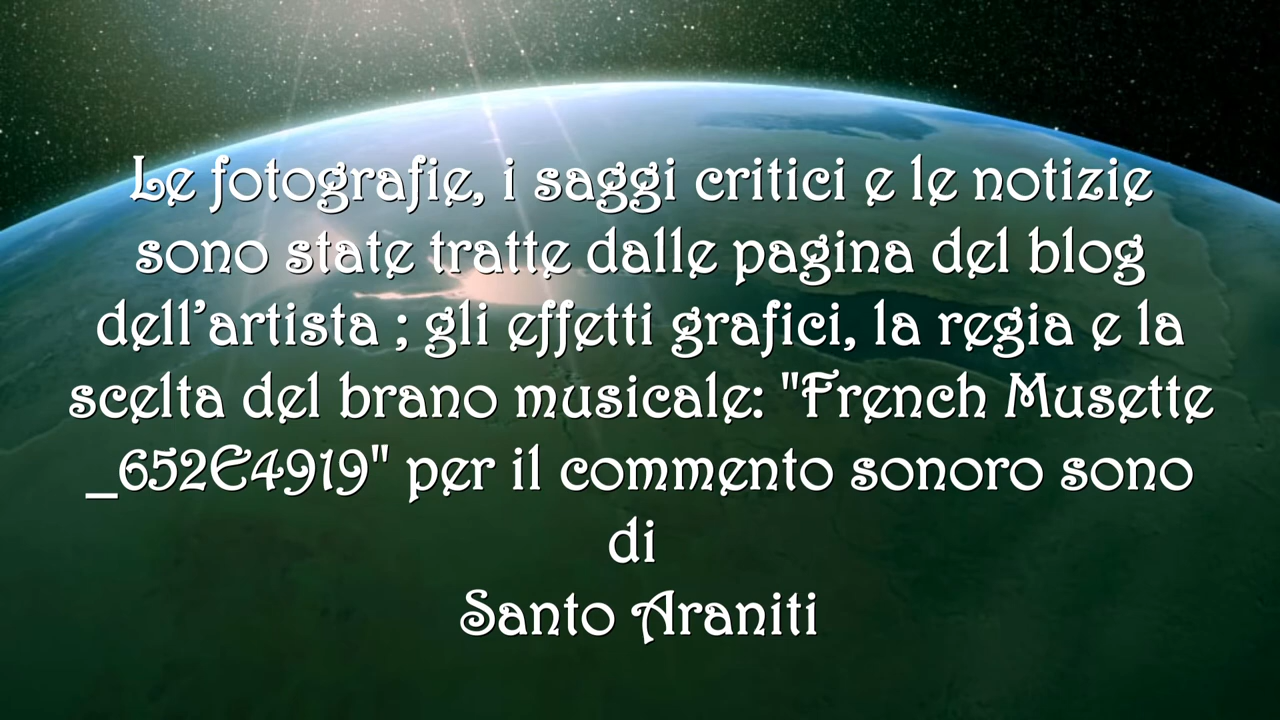 Le fotografie, i saggi critici e le notizie
sono state tratte dalle pagina del blog
dell'artista ; gli effetti grafici, la regia e la
scelta del brano musicale: "French Musette
_652E4919" per il commento sonoro sono
di
Santo Araniti